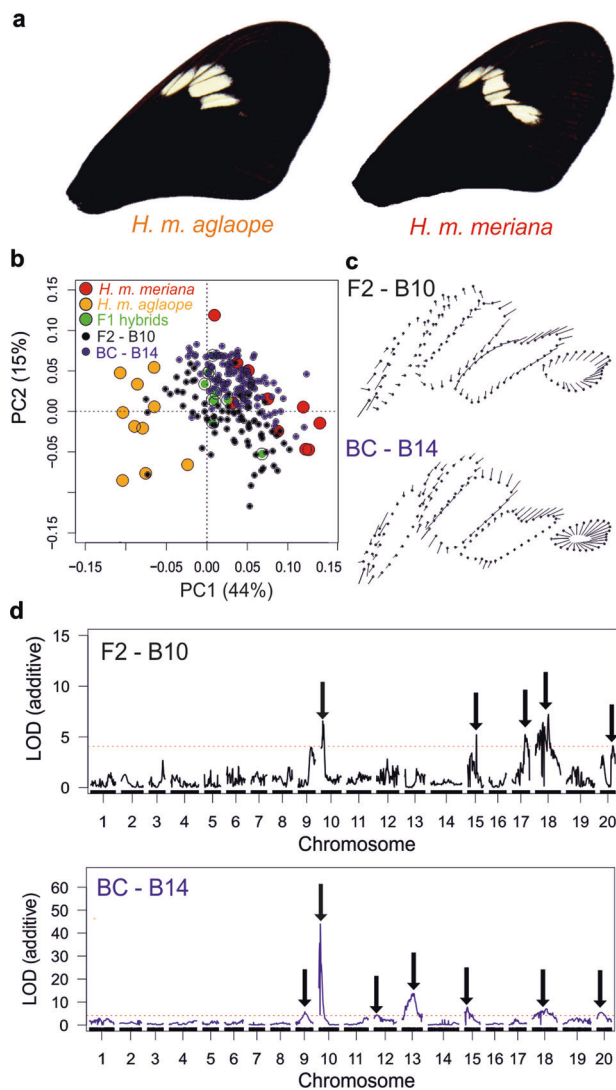 a
H. m. aglaope
H. m. meriana
b
H. m. meriana
H. m. aglaope
F1 hybrids
F2 - B10
BC - B14
PC2 (15%)
0.15
0.10
0.05
0.00
−0.05
−0.15
−0.15
−0.05
0.00
0.05
0.10
0.15
PC1 (44%)
c
F2 - B10
BC - B14
d
F2 - B10
LOD (additive)
15
10
5
0
1 2 3 4 5 6 7 8 9 10 11 12 13 14 15 16 17 18 19 20
Chromosome
BC - B14
LOD (additive)
60
50
40
30
20
10
0
1 2 3 4 5 6 7 8 9 10 11 12 13 14 15 16 17 18 19 20
Chromosome